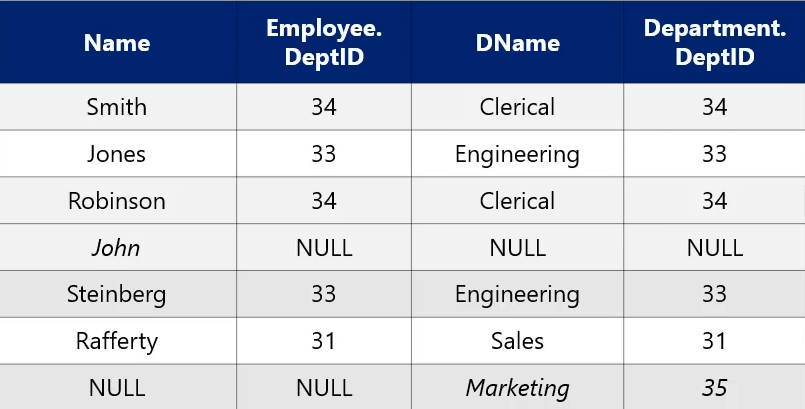 Name Employee. DeptID DName Department. DeptID
Smith 34 Clerical 34
Jones 33 Engineering 33
Robinson 34 Clerical 34
John NULL NULL NULL
Steinberg 33 Engineering 33
Rafferty 31 Sales 31
NULL NULL Marketing 35